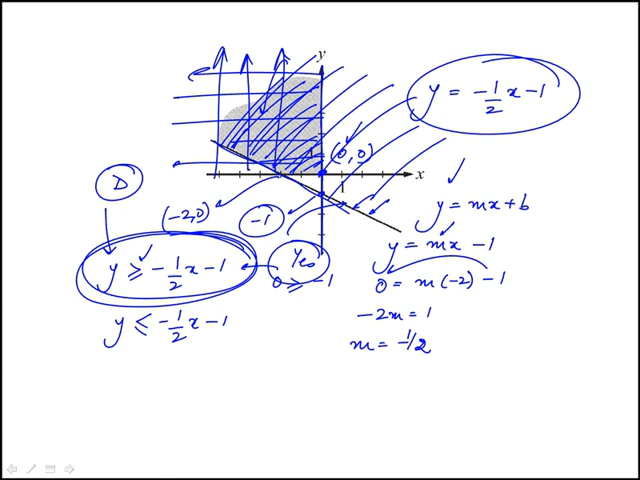 y
y = -1/2 x - 1
(0, 0)
x
1
D
(-2, 0)
-1
y = mx + b
Yes
y = mx - 1
y ≥ -1/2 x - 1
0 ≥ -1
0 = m(-2) - 1
y ≤ -1/2 x - 1
-2m = 1
m = -1/2